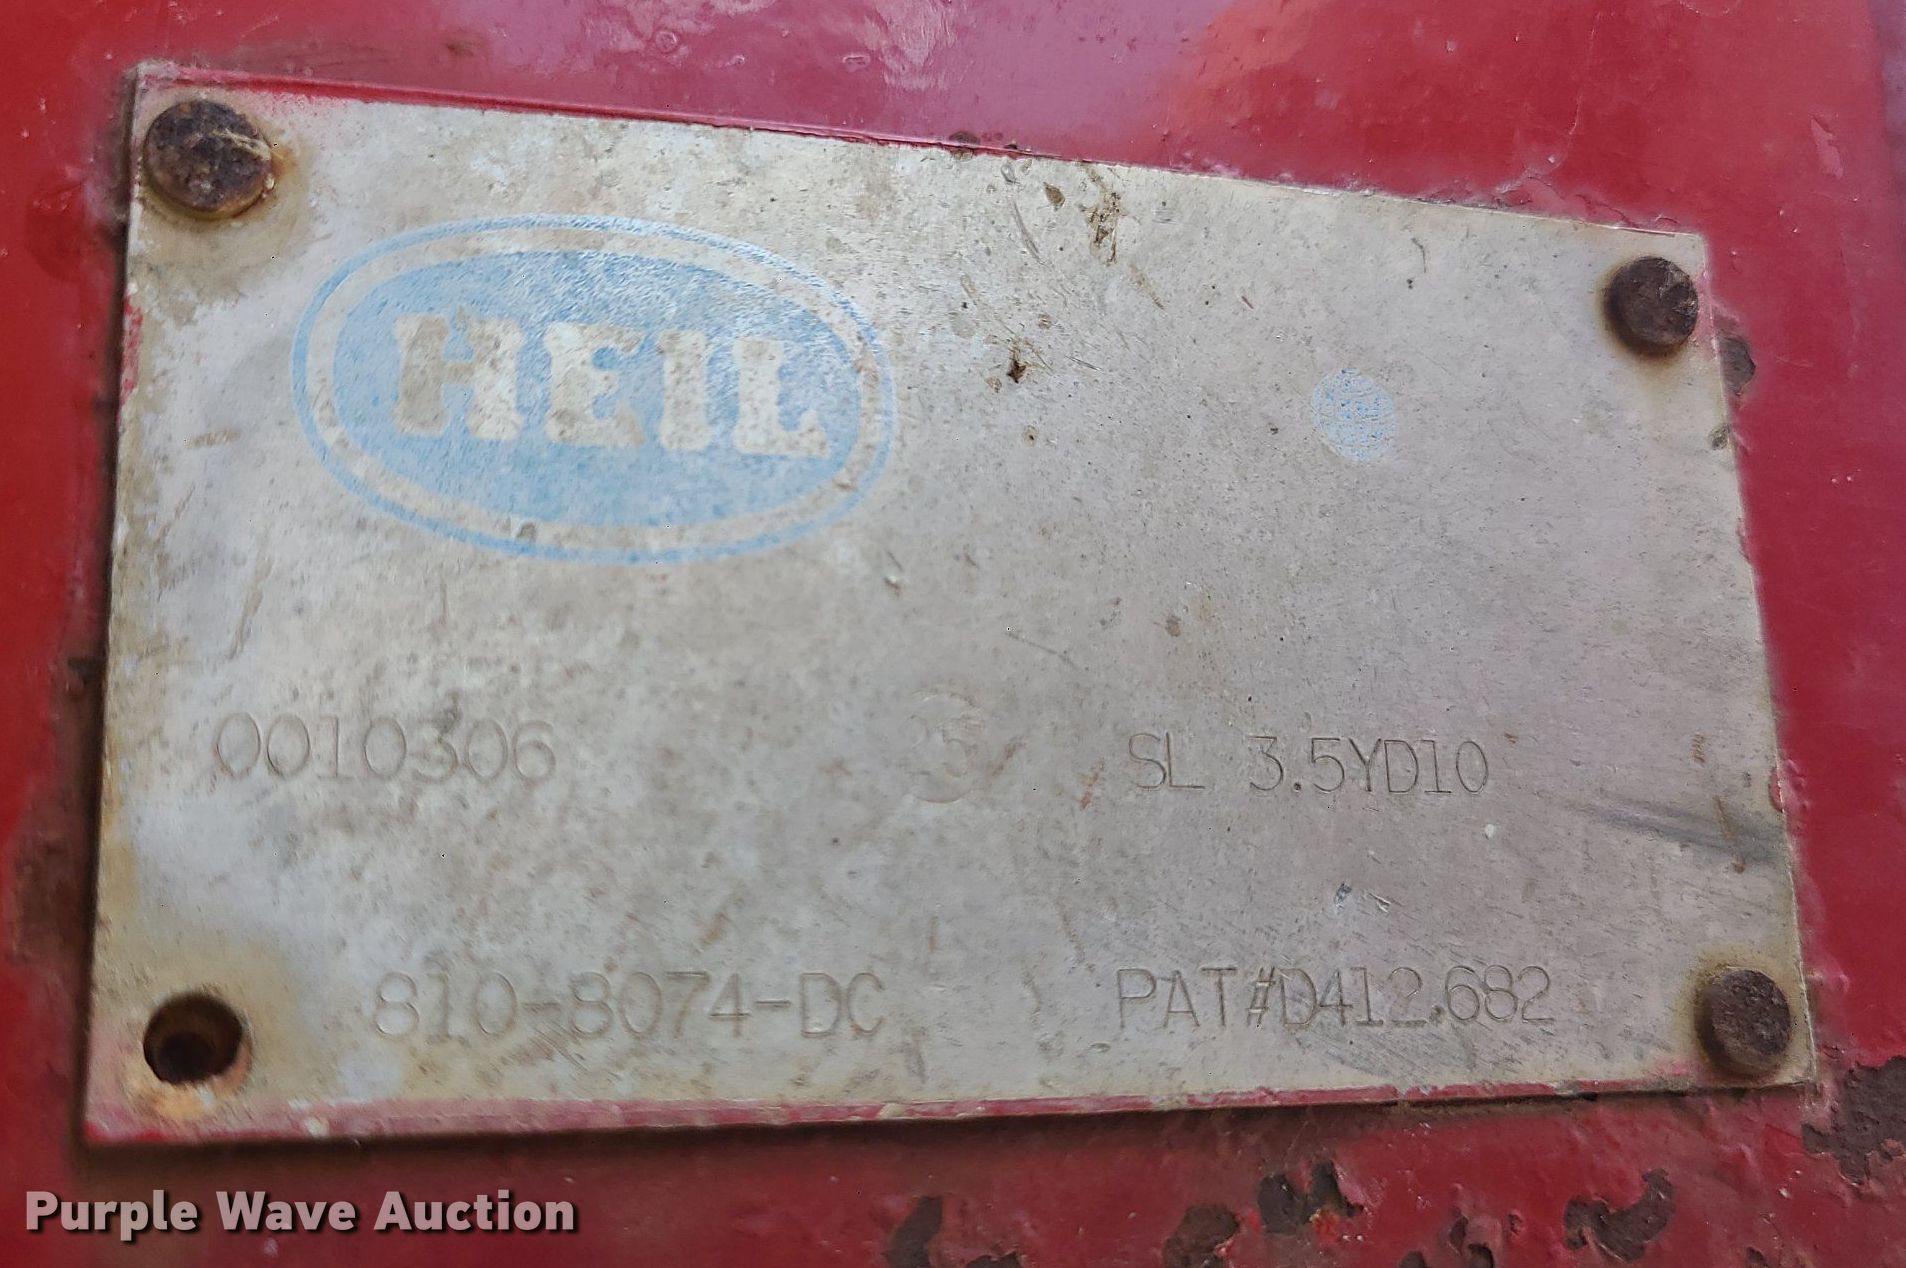 HEIL
0010306 SL 3.5YD10
810-8074-DC PAT#D412,682
Purple Wave Auction